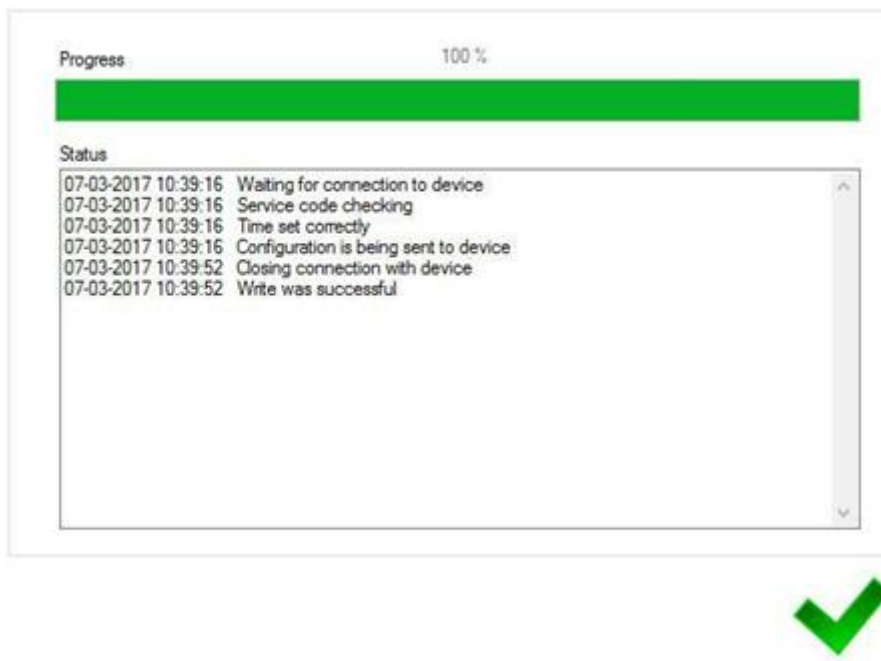 Progress 100 %
Status
07-03-2017 10:39:16 Waiting for connection to device
07-03-2017 10:39:16 Service code checking
07-03-2017 10:39:16 Time set correctly
07-03-2017 10:39:16 Configuration is being sent to device
07-03-2017 10:39:52 Closing connection with device
07-03-2017 10:39:52 Write was successful